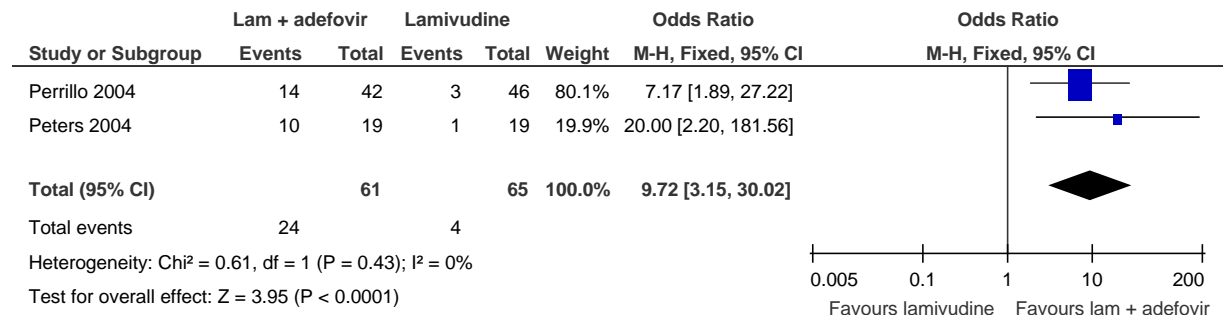 Lam + adefovir Lamivudine Odds Ratio Odds Ratio
Study or Subgroup Events Total Events Total Weight M-H, Fixed, 95% CI M-H, Fixed, 95% CI
Perrillo 2004 14 42 3 46 80.1% 7.17 [1.89, 27.22]
Peters 2004 10 19 1 19 19.9% 20.00 [2.20, 181.56]
Total (95% CI) 61 65 100.0% 9.72 [3.15, 30.02]
Total events 24 4
Heterogeneity: Chi² = 0.61, df = 1 (P = 0.43); I² = 0%
Test for overall effect: Z = 3.95 (P < 0.0001)
0.005 0.1 1 10 200
Favours lamivudine Favours lam + adefovir